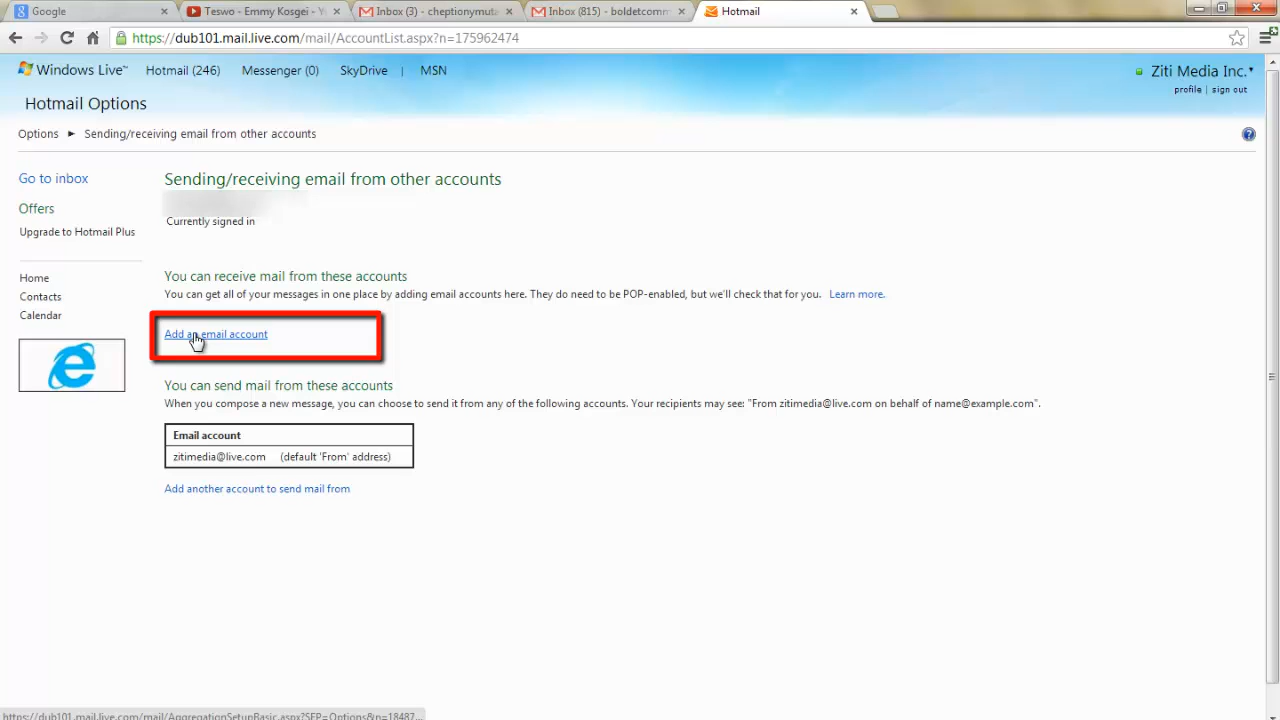 Google
Teswo - Emmy Kosgei - Y
Inbox (3) - cheptionymuta
Inbox (815) - boldetcomm
Hotmail
https://dub101.mail.live.com/mail/AccountList.aspx?n=175962474
Windows Live™ Hotmail (246) Messenger (0) SkyDrive | MSN
Ziti Media Inc.
profile | sign out
Hotmail Options
Options ► Sending/receiving email from other accounts
Go to inbox
Offers
Upgrade to Hotmail Plus
Home
Contacts
Calendar
Sending/receiving email from other accounts
Currently signed in
You can receive mail from these accounts
You can get all of your messages in one place by adding email accounts here. They do need to be POP-enabled, but we'll check that for you. Learn more.
Add an email account
You can send mail from these accounts
When you compose a new message, you can choose to send it from any of the following accounts. Your recipients may see: "From zitimedia@live.com on behalf of name@example.com".
Email account
zitimedia@live.com (default 'From' address)
Add another account to send mail from
https://dub101.mail.live.com/mail/AggregationSetupBasic.aspx?SFP=Options&n=18487...